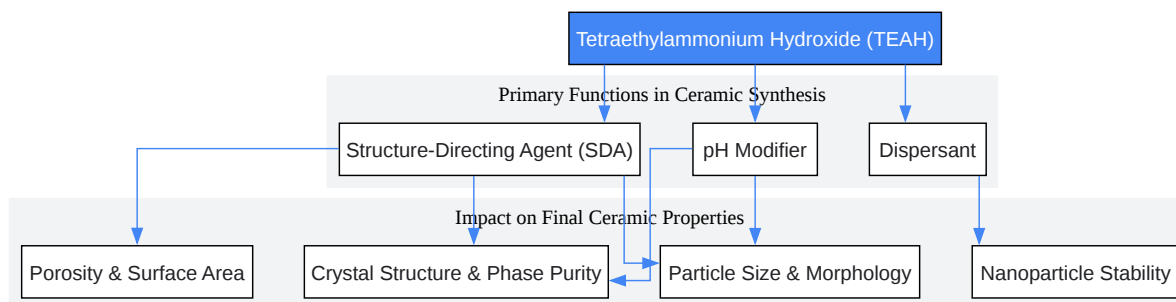 Tetraethylammonium Hydroxide (TEAH)
Primary Functions in Ceramic Synthesis
Structure-Directing Agent (SDA)
pH Modifier
Dispersant
Impact on Final Ceramic Properties
Porosity & Surface Area
Crystal Structure & Phase Purity
Particle Size & Morphology
Nanoparticle Stability